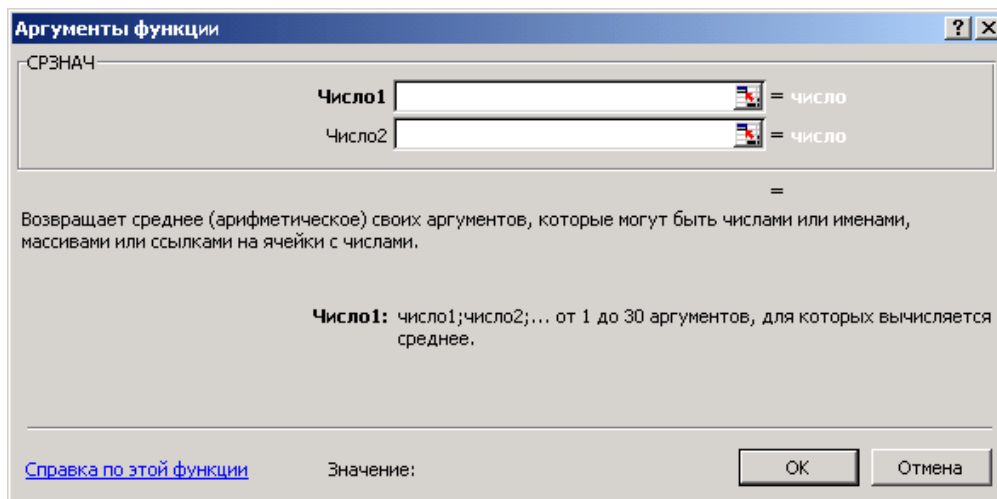 Аргументы функции
СРЗНАЧ
Число1 = число
Число2 = число
=
Возвращает среднее (арифметическое) своих аргументов, которые могут быть числами или именами,
массивами или ссылками на ячейки с числами.
Число1: число1;число2;... от 1 до 30 аргументов, для которых вычисляется
среднее.
Справка по этой функции Значение: OK Отмена